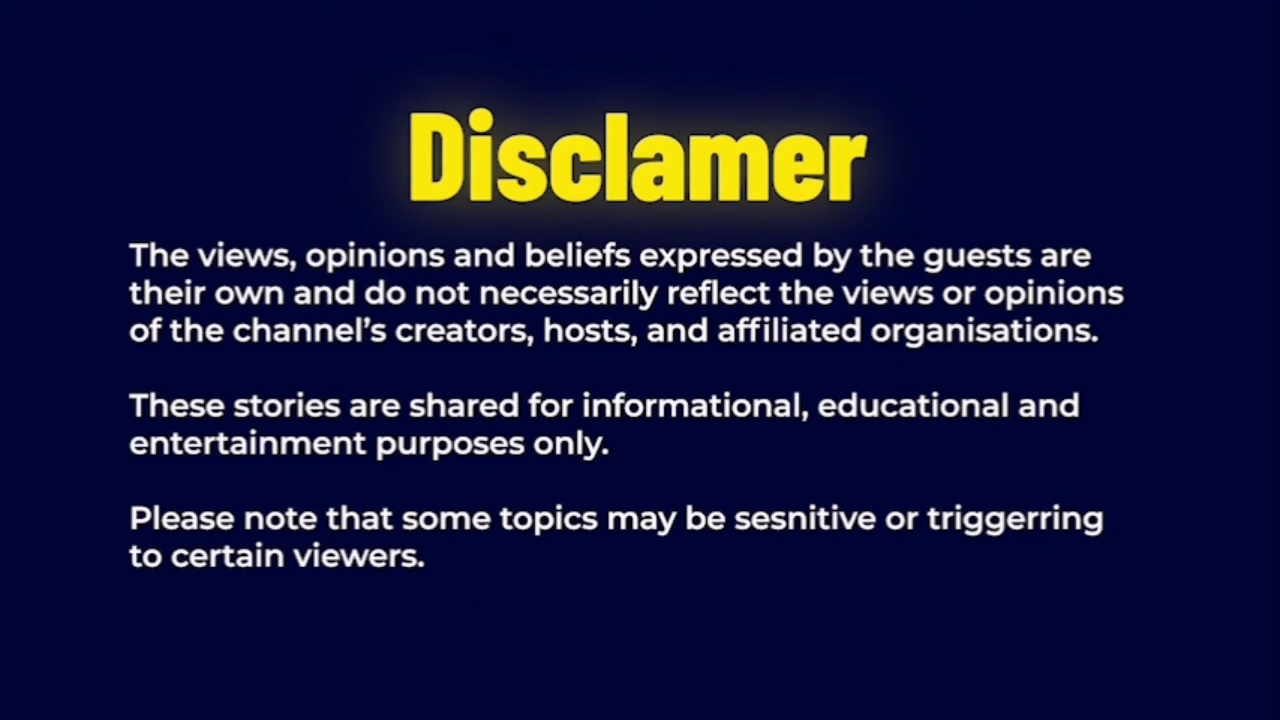 Disclamer
The views, opinions and beliefs expressed by the guests are
their own and do not necessarily reflect the views or opinions
of the channel’s creators, hosts, and affiliated organisations.
These stories are shared for informational, educational and
entertainment purposes only.
Please note that some topics may be sesnitive or triggerring
to certain viewers.